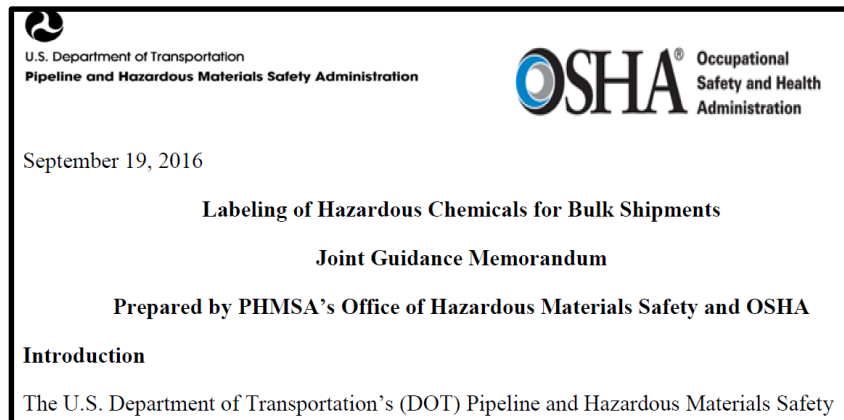 U.S. Department of Transportation
Pipeline and Hazardous Materials Safety Administration
OSHA® Occupational
Safety and Health
Administration
September 19, 2016
Labeling of Hazardous Chemicals for Bulk Shipments
Joint Guidance Memorandum
Prepared by PHMSA’s Office of Hazardous Materials Safety and OSHA
Introduction
The U.S. Department of Transportation’s (DOT) Pipeline and Hazardous Materials Safety